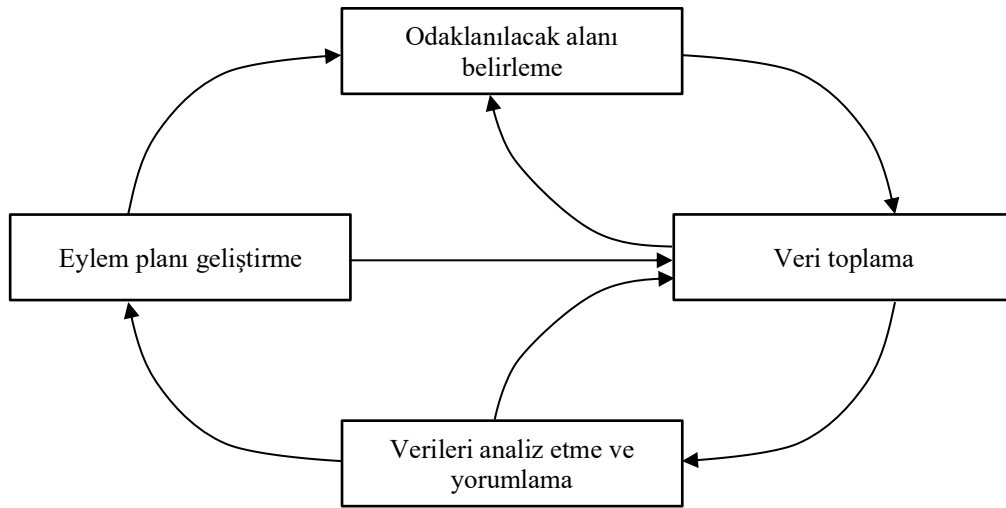 Odaklanılacak alanı
belirleme
Eylem planı geliştirme
Veri toplama
Verileri analiz etme ve
yorumlama